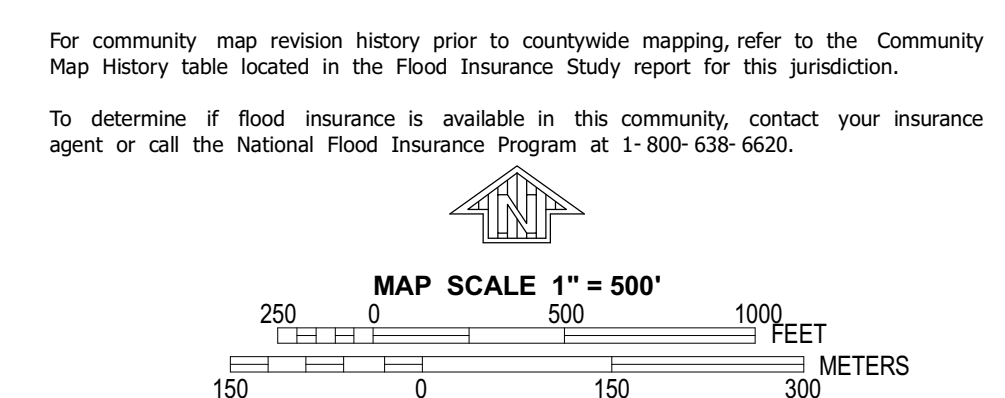 For community map revision history prior to countywide mapping, refer to the Community
Map History table located in the Flood Insurance Study report for this jurisdiction.
To determine if flood insurance is available in this community, contact your insurance
agent or call the National Flood Insurance Program at 1- 800- 638- 6620.
N
MAP SCALE 1" = 500'
250 0 500 1000
FEET
METERS
150 0 150 300